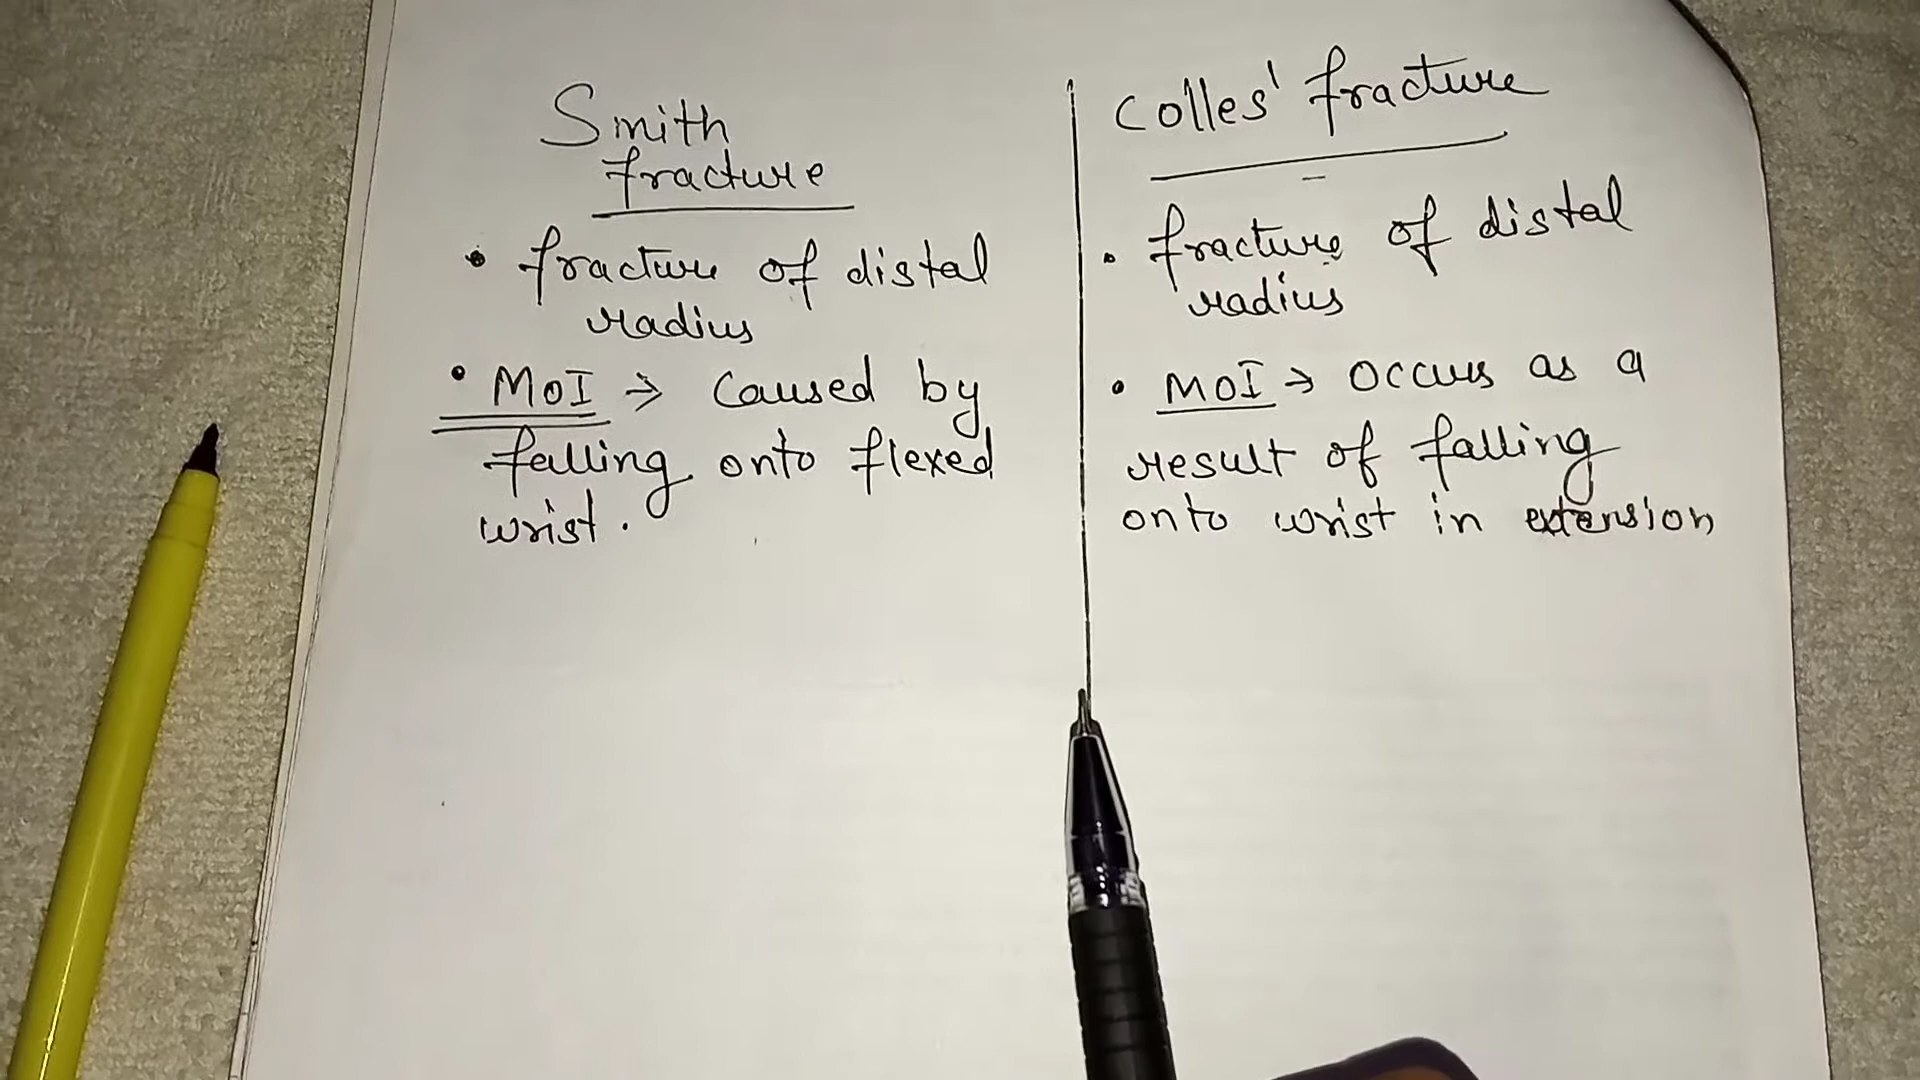 Smith
fracture
• fracture of distal
radius
• MOI → Caused by
falling onto flexed
wrist.
Colles' fracture
• fracture of distal
radius
• MOI → Occurs as a
result of falling
onto wrist in extension